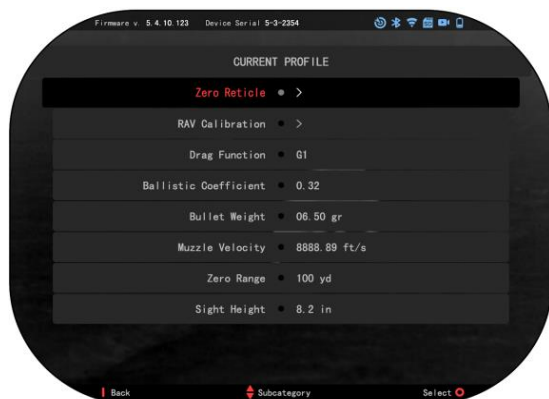 Firmware v. 5.4.10.123 Device Serial 5-3-2354
CURRENT PROFILE
Zero Reticle >
RAV Calibration >
Drag Function G1
Ballistic Coefficient 0.32
Bullet Weight 06.50 gr
Muzzle Velocity 8888.89 ft/s
Zero Range 100 yd
Sight Height 8.2 in
Back Subcategory Select